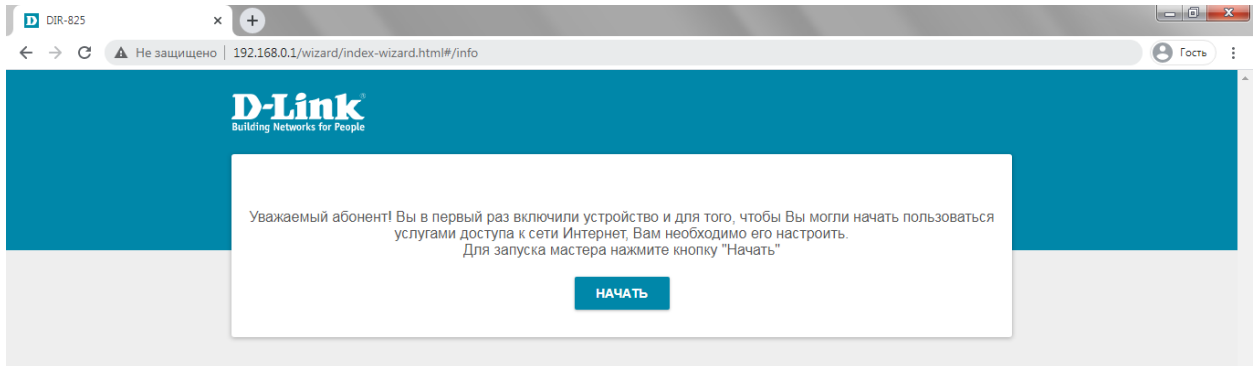 DIR-825
Не защищено 192.168.0.1/wizard/index-wizard.html#/info Гость
D-Link®
Building Networks for People
Уважаемый абонент! Вы в первый раз включили устройство и для того, чтобы Вы могли начать пользоваться
услугами доступа к сети Интернет, Вам необходимо его настроить.
Для запуска мастера нажмите кнопку "Начать"
НАЧАТЬ